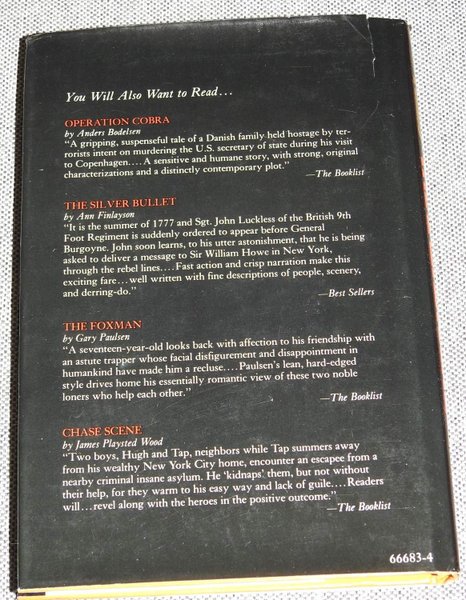 You Will Also Want to Read...
OPERATION COBRA
by Anders Bodelsen
"A gripping, suspenseful tale of a Danish family held hostage by ter-
rorists intent on murdering the U.S. secretary of state during his visit
to Copenhagen.... A sensitive and humane story, with strong, original
characterizations and a distinctly contemporary plot."
—The Booklist
THE SILVER BULLET
by Ann Finlayson
"It is the summer of 1777 and Sgt. John Luckless of the British 9th
Foot Regiment is suddenly ordered to appear before General
Burgoyne. John soon learns, to his utter astonishment, that he is being
asked to deliver a message to Sir William Howe in New York,
through the rebel lines.... Fast action and crisp narration make this
exciting fare... well written with fine descriptions of people, scenery,
and derring-do."
—Best Sellers
THE FOXMAN
by Gary Paulsen
"A seventeen-year-old looks back with affection to his friendship with
an astute trapper whose facial disfigurement and disappointment in
humankind have made him a recluse.... Paulsen's lean, hard-edged
style drives home his essentially romantic view of these two noble
loners who help each other."
—The Booklist
CHASE SCENE
by James Playsted Wood
"Two boys, Hugh and Tap, neighbors while Tap summers away
from his wealthy New York City home, encounter an escapee from a
nearby criminal insane asylum. He 'kidnaps' them, but not without
their help, for they warm to his easy way and lack of guile.... Readers
will... revel along with the heroes in the positive outcome."
—The Booklist
66683-4